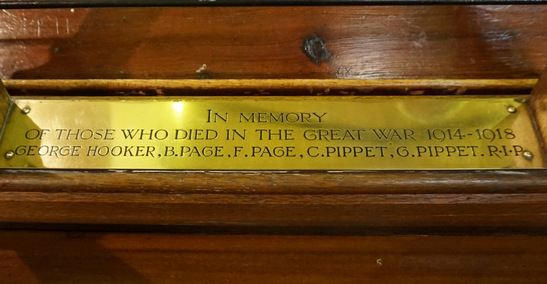 IN MEMORY
OF THOSE WHO DIED IN THE GREAT WAR 1914-1918
GEORGE HOOKER, B. PAGE, F. PAGE, C. PIPPET, G. PIPPET. R·I·P.